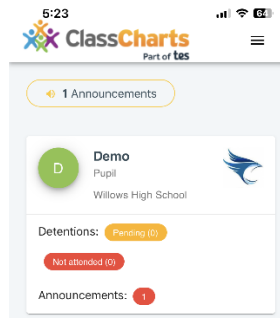 5:23
64
ClassCharts
Part of tes
1 Announcements
D
Demo
Pupil
Willows High School
Detentions: Pending (0)
Not attended (0)
Announcements: 1